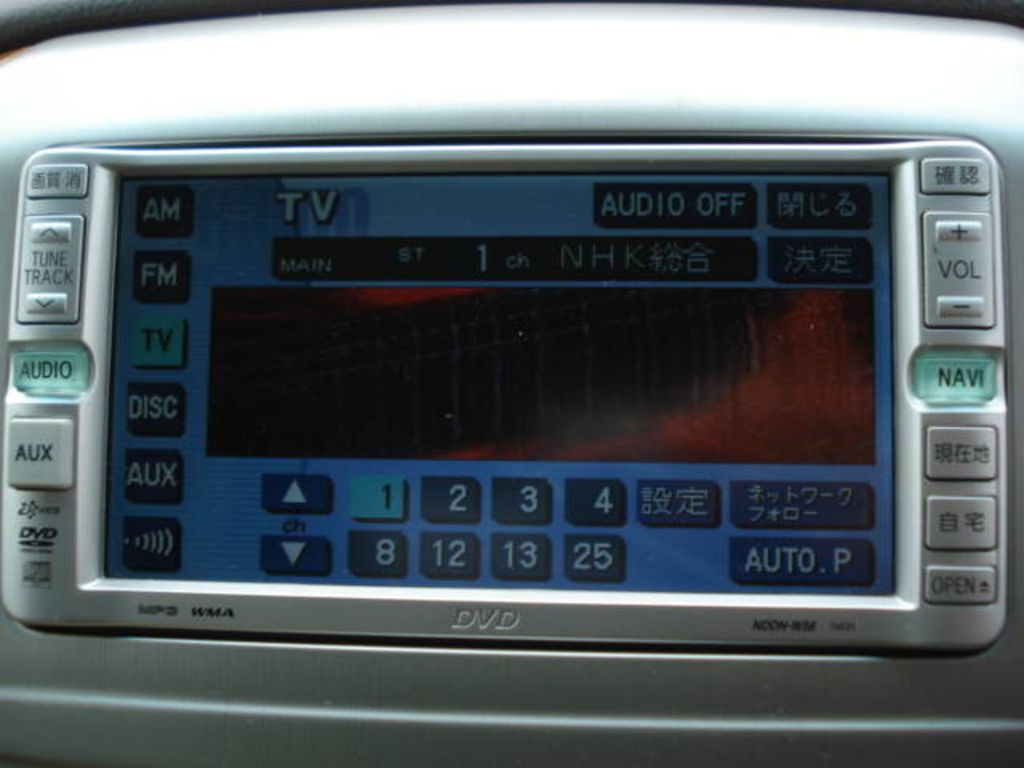 画質 消
TUNE
TRACK
AUDIO
AUX
VICS
DVD
AM
FM
TV
DISC
AUX
TV
AUDIO OFF
閉じる
MAIN ST 1 ch NHK総合
決定
ch
1 2 3 4
8 12 13 25
設定
ネットワーク
フォロー
AUTO.P
確認
+
VOL
−
NAVI
現在地
自宅
OPEN
MP3 WMA
DVD
NDDN-W56